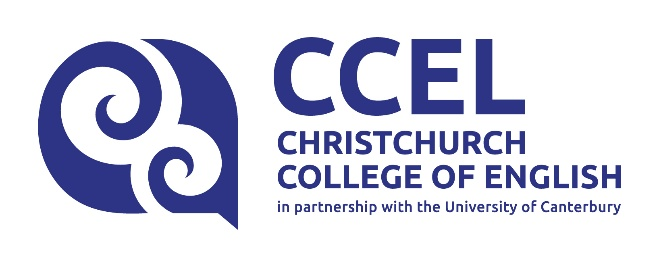 CCEL
CHRISTCHURCH
COLLEGE OF ENGLISH
in partnership with the University of Canterbury